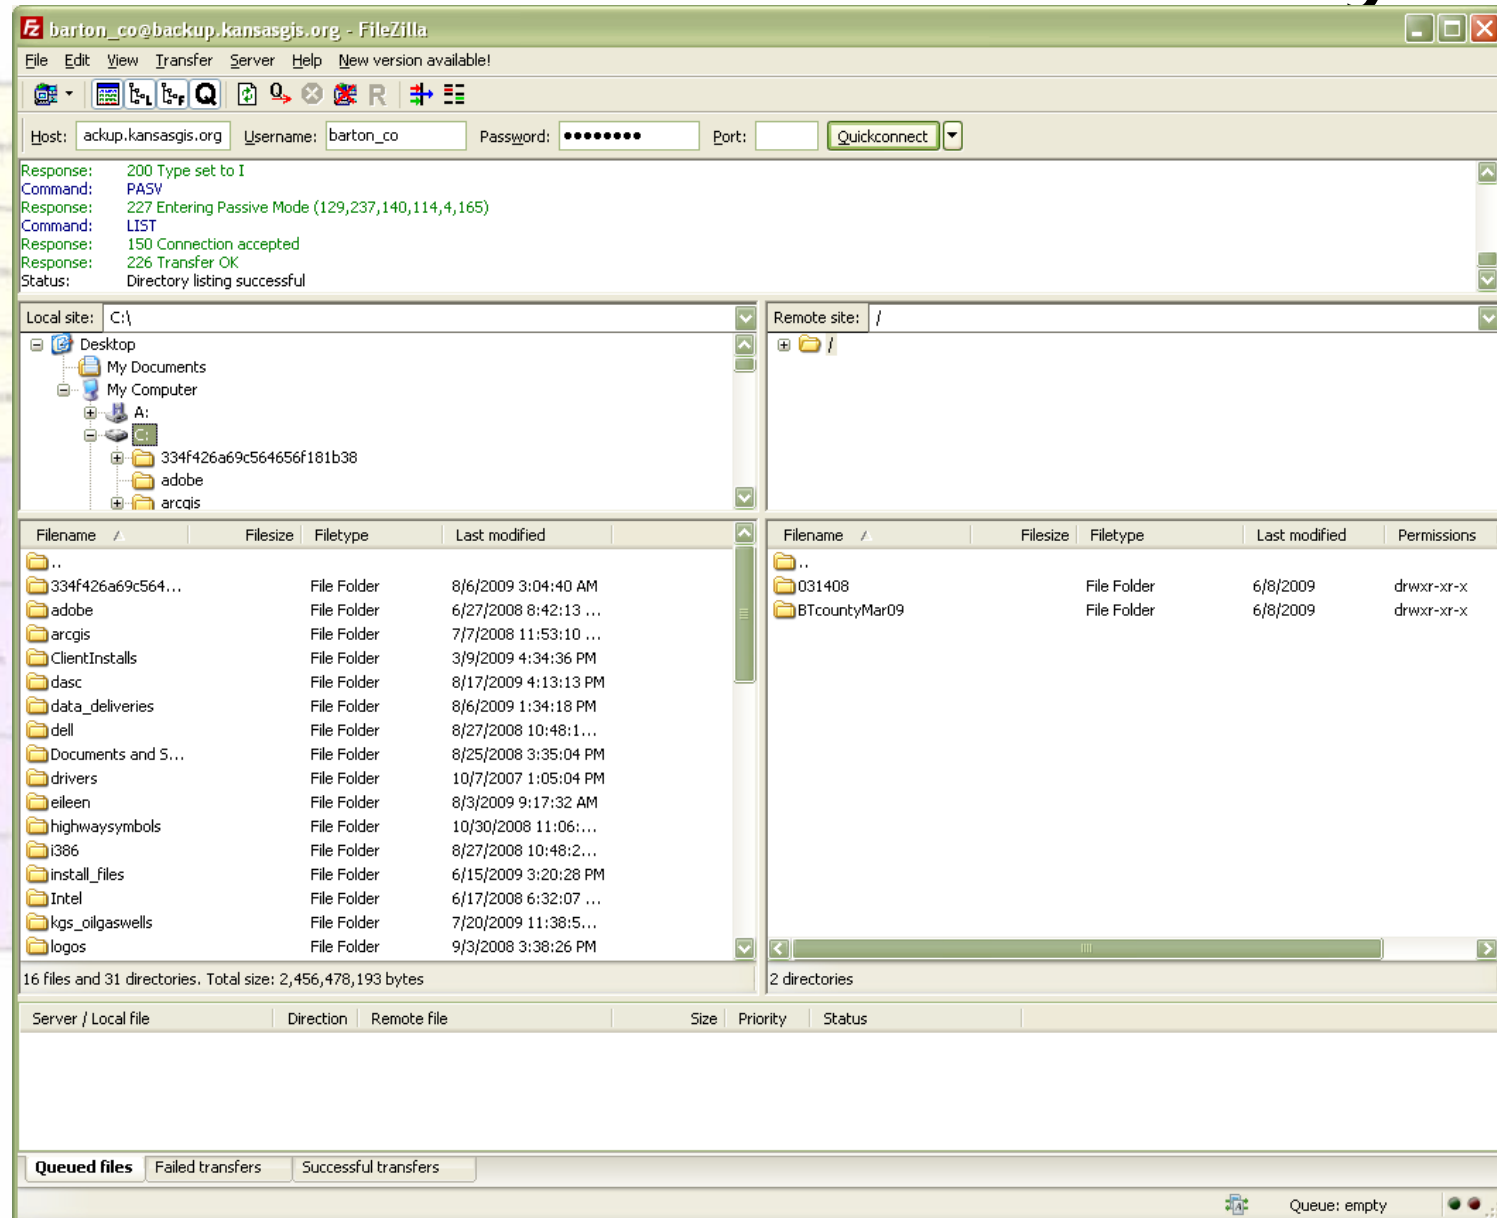 barton_co@backup.kansasgis.org - FileZilla
File Edit View Transfer Server Help New version available!
Host: ackup.kansasgis.org Username: barton_co Password: •••••••• Port: Quickconnect
Response: 200 Type set to I
Command: PASV
Response: 227 Entering Passive Mode (129,237,140,114,4,165)
Command: LIST
Response: 150 Connection accepted
Response: 226 Transfer OK
Status: Directory listing successful
Local site: C:\
Desktop
My Documents
My Computer
A:
C:
334f426a69c564656f181b38
adobe
arcgis
Remote site: /
/
Filename Filesize Filetype Last modified
..
334f426a69c564... File Folder 8/6/2009 3:04:40 AM
adobe File Folder 6/27/2008 8:42:13 ...
arcgis File Folder 7/7/2008 11:53:10 ...
ClientInstalls File Folder 3/9/2009 4:34:36 PM
dasc File Folder 8/17/2009 4:13:13 PM
data_deliveries File Folder 8/6/2009 1:34:18 PM
dell File Folder 8/27/2008 10:48:1...
Documents and S... File Folder 8/25/2008 3:35:04 PM
drivers File Folder 10/7/2007 1:05:04 PM
eileen File Folder 8/3/2009 9:17:32 AM
highwaysymbols File Folder 10/30/2008 11:06:...
i386 File Folder 8/27/2008 10:48:2...
install_files File Folder 6/15/2009 3:20:28 PM
Intel File Folder 6/17/2008 6:32:07 ...
kgs_oilgaswells File Folder 7/20/2009 11:38:5...
logos File Folder 9/3/2008 3:38:26 PM
16 files and 31 directories. Total size: 2,456,478,193 bytes
Filename Filesize Filetype Last modified Permissions
..
031408 File Folder 6/8/2009 drwxr-xr-x
BTcountyMar09 File Folder 6/8/2009 drwxr-xr-x
2 directories
Server / Local file Direction Remote file Size Priority Status
Queued files Failed transfers Successful transfers
Queue: empty